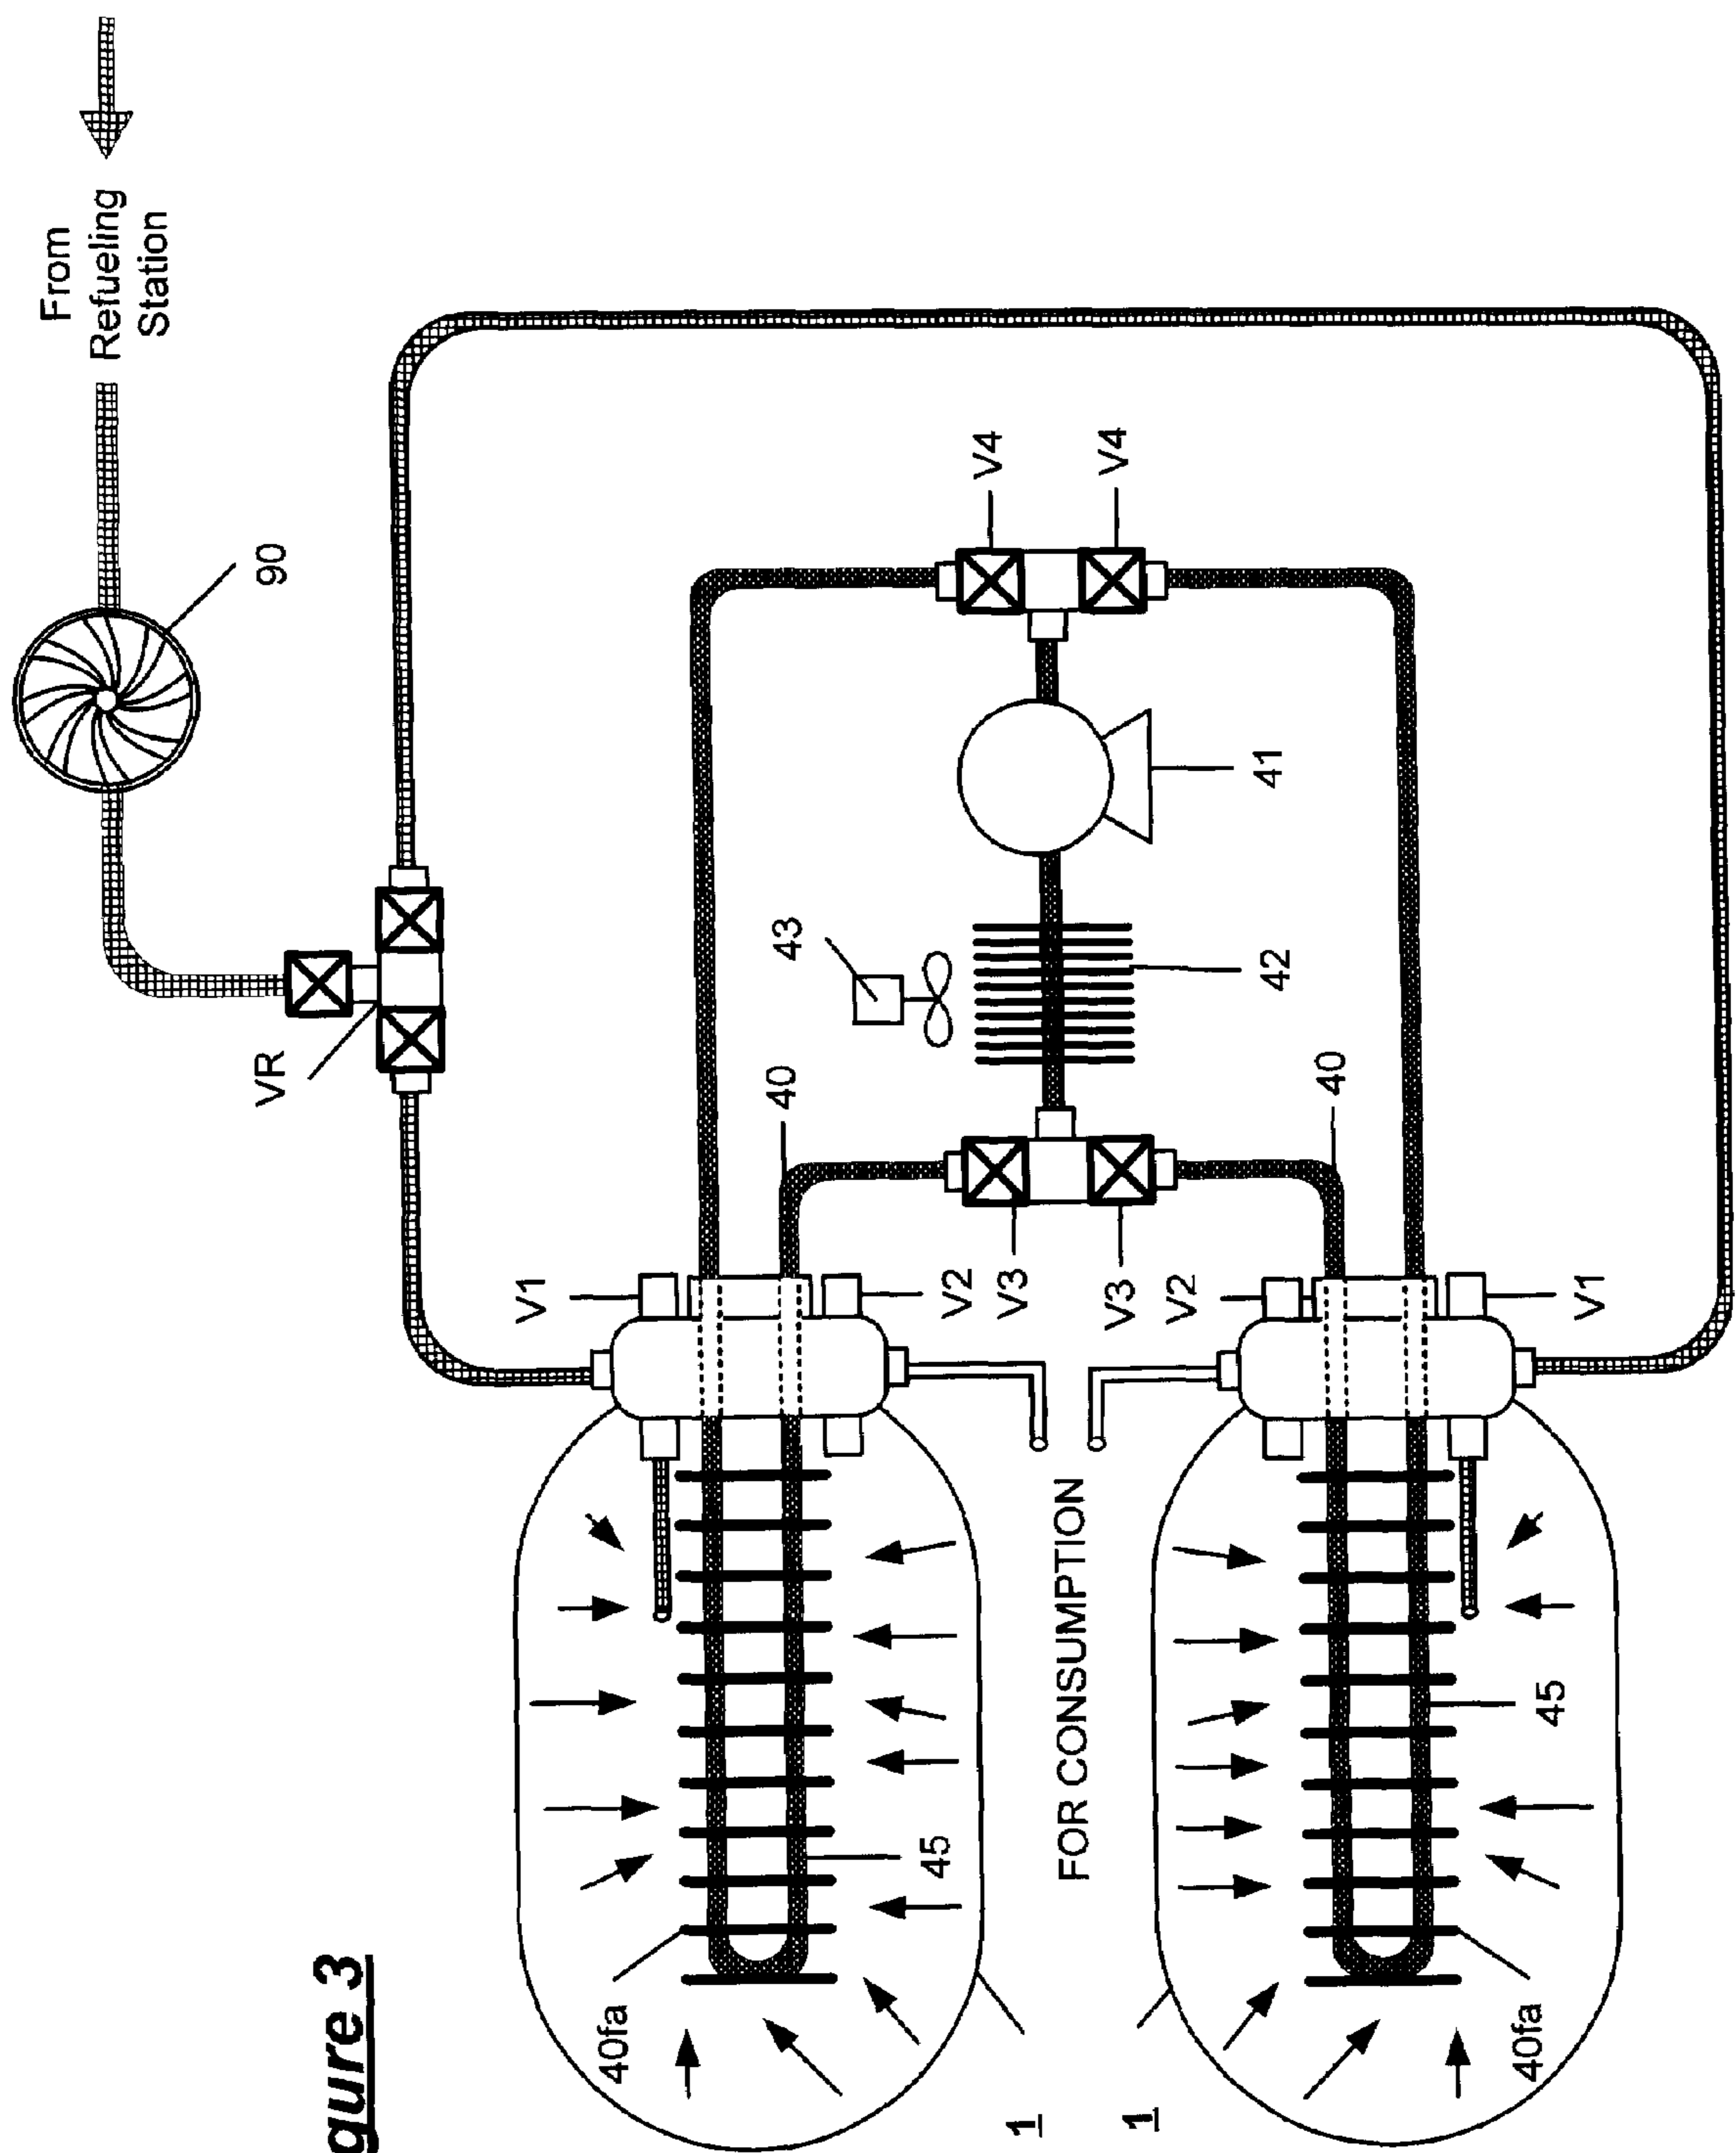 From
Refueling
Station
90
VR
gure 3
V1
40fa
40
43
45
V2
V4
V3
1
FOR CONSUMPTION
V4
V3
1
V2
42
41
40
40fa
45
V1